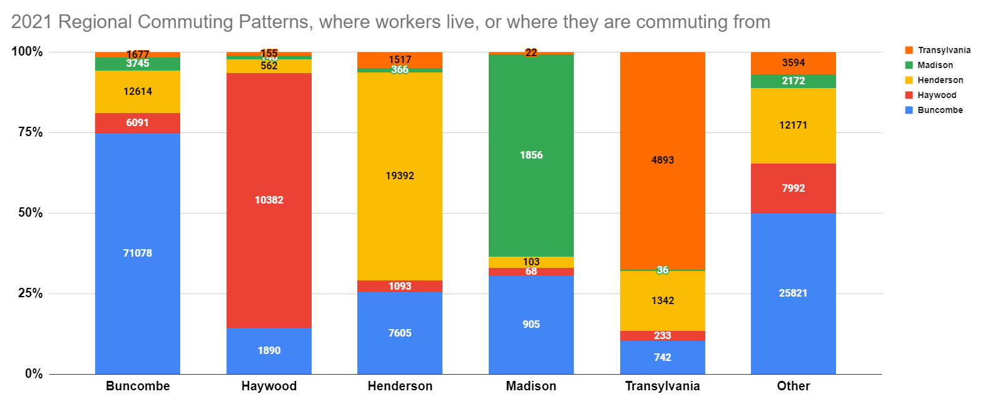 2021 Regional Commuting Patterns, where workers live, or where they are commuting from
100%
75%
50%
25%
0%
1677
3745
12614
6091
71078
155
562
10382
1890
1517
366
19392
1093
7605
22
1856
103
68
905
4893
36
1342
233
742
3594
2172
12171
7992
25821
Buncombe
Haywood
Henderson
Madison
Transylvania
Other
Transylvania
Madison
Henderson
Haywood
Buncombe